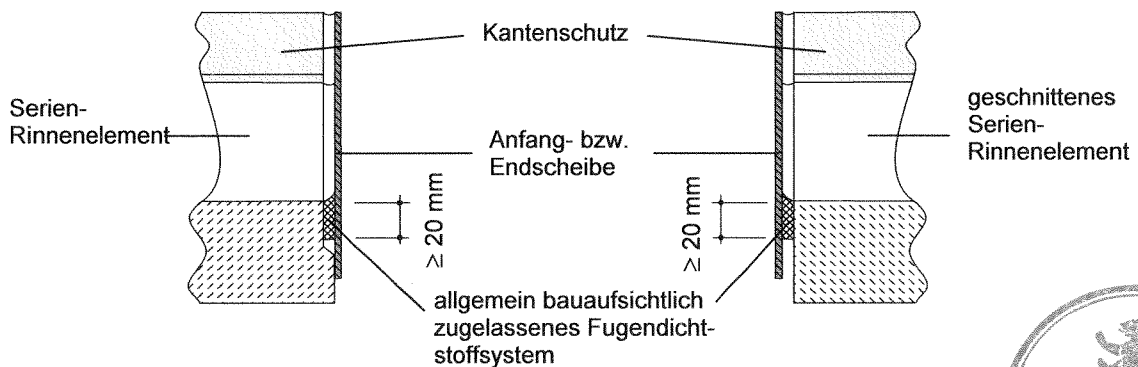 Kantenschutz
Serien-
Rinnenelement
geschnittenes
Serien-
Rinnenelement
Anfang- bzw.
Endscheibe
≥ 20 mm
≥ 20 mm
allgemein bauaufsichtlich
zugelassenes Fugendicht-
stoffsystem